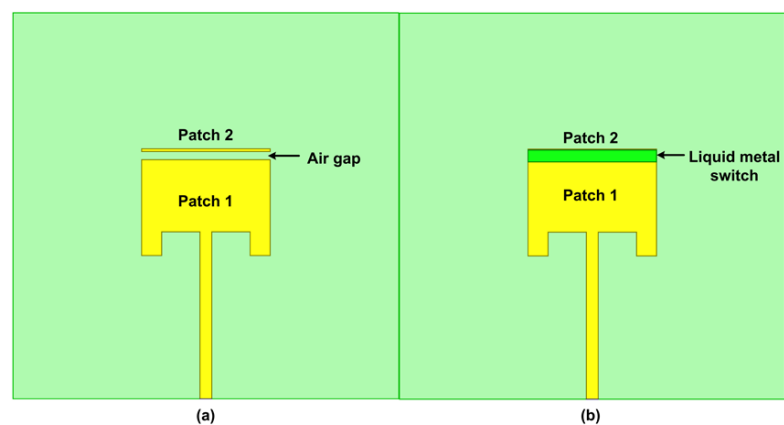 Patch 2
Air gap
Patch 1
(a)
Patch 2
Liquid metal
switch
Patch 1
(b)